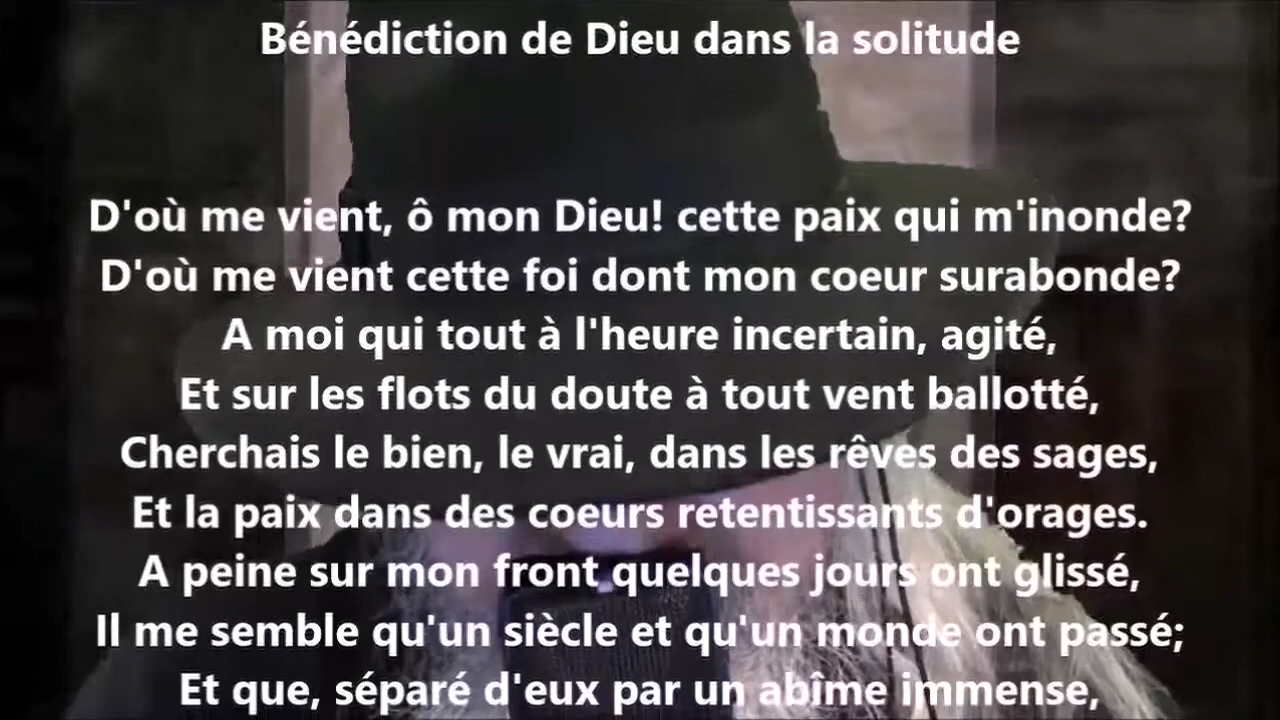 Bénédiction de Dieu dans la solitude
D'où me vient, ô mon Dieu! cette paix qui m'inonde?
D'où me vient cette foi dont mon coeur surabonde?
A moi qui tout à l'heure incertain, agité,
Et sur les flots du doute à tout vent ballotté,
Cherchais le bien, le vrai, dans les rêves des sages,
Et la paix dans des coeurs retentissants d'orages.
A peine sur mon front quelques jours ont glissé,
Il me semble qu'un siècle et qu'un monde ont passé;
Et que, séparé d'eux par un abîme immense,